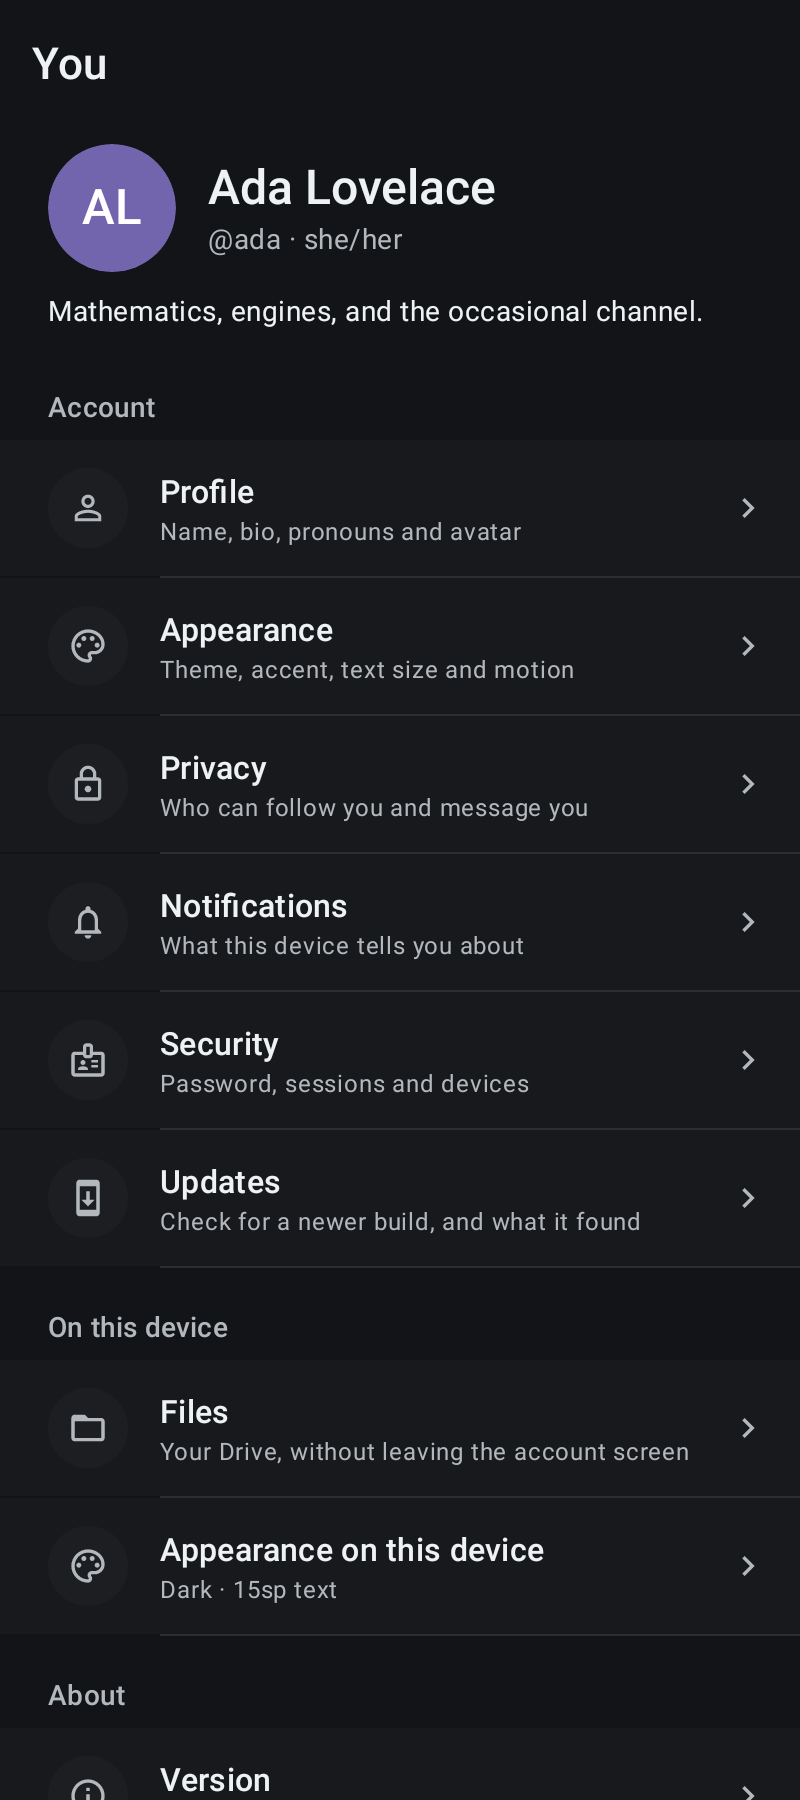 You
AL
Ada Lovelace
@ada · she/her
Mathematics, engines, and the occasional channel.
Account
Profile
Name, bio, pronouns and avatar
Appearance
Theme, accent, text size and motion
Privacy
Who can follow you and message you
Notifications
What this device tells you about
Security
Password, sessions and devices
Updates
Check for a newer build, and what it found
On this device
Files
Your Drive, without leaving the account screen
Appearance on this device
Dark · 15sp text
About
Version